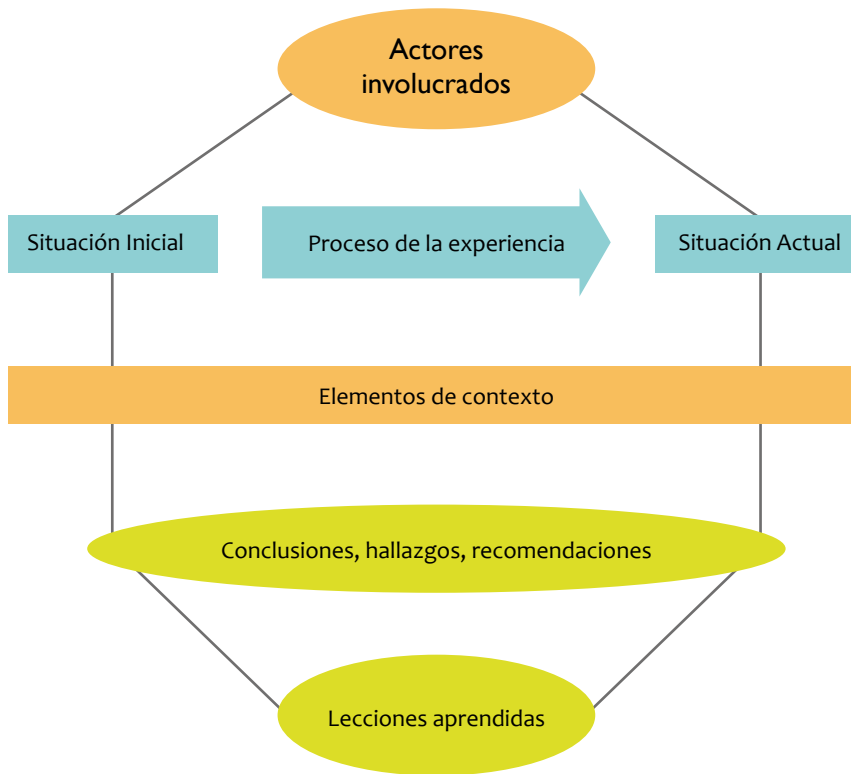 Actores
involucrados
Situación Inicial
Proceso de la experiencia
Situación Actual
Elementos de contexto
Conclusiones, hallazgos, recomendaciones
Lecciones aprendidas